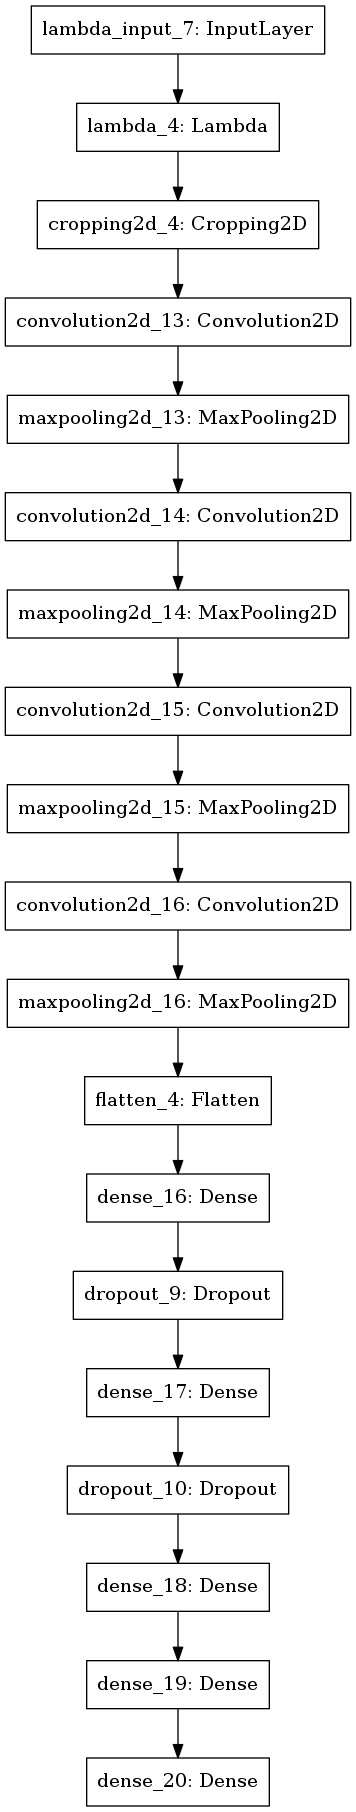 lambda_input_7: InputLayer
lambda_4: Lambda
cropping2d_4: Cropping2D
convolution2d_13: Convolution2D
maxpooling2d_13: MaxPooling2D
convolution2d_14: Convolution2D
maxpooling2d_14: MaxPooling2D
convolution2d_15: Convolution2D
maxpooling2d_15: MaxPooling2D
convolution2d_16: Convolution2D
maxpooling2d_16: MaxPooling2D
flatten_4: Flatten
dense_16: Dense
dropout_9: Dropout
dense_17: Dense
dropout_10: Dropout
dense_18: Dense
dense_19: Dense
dense_20: Dense